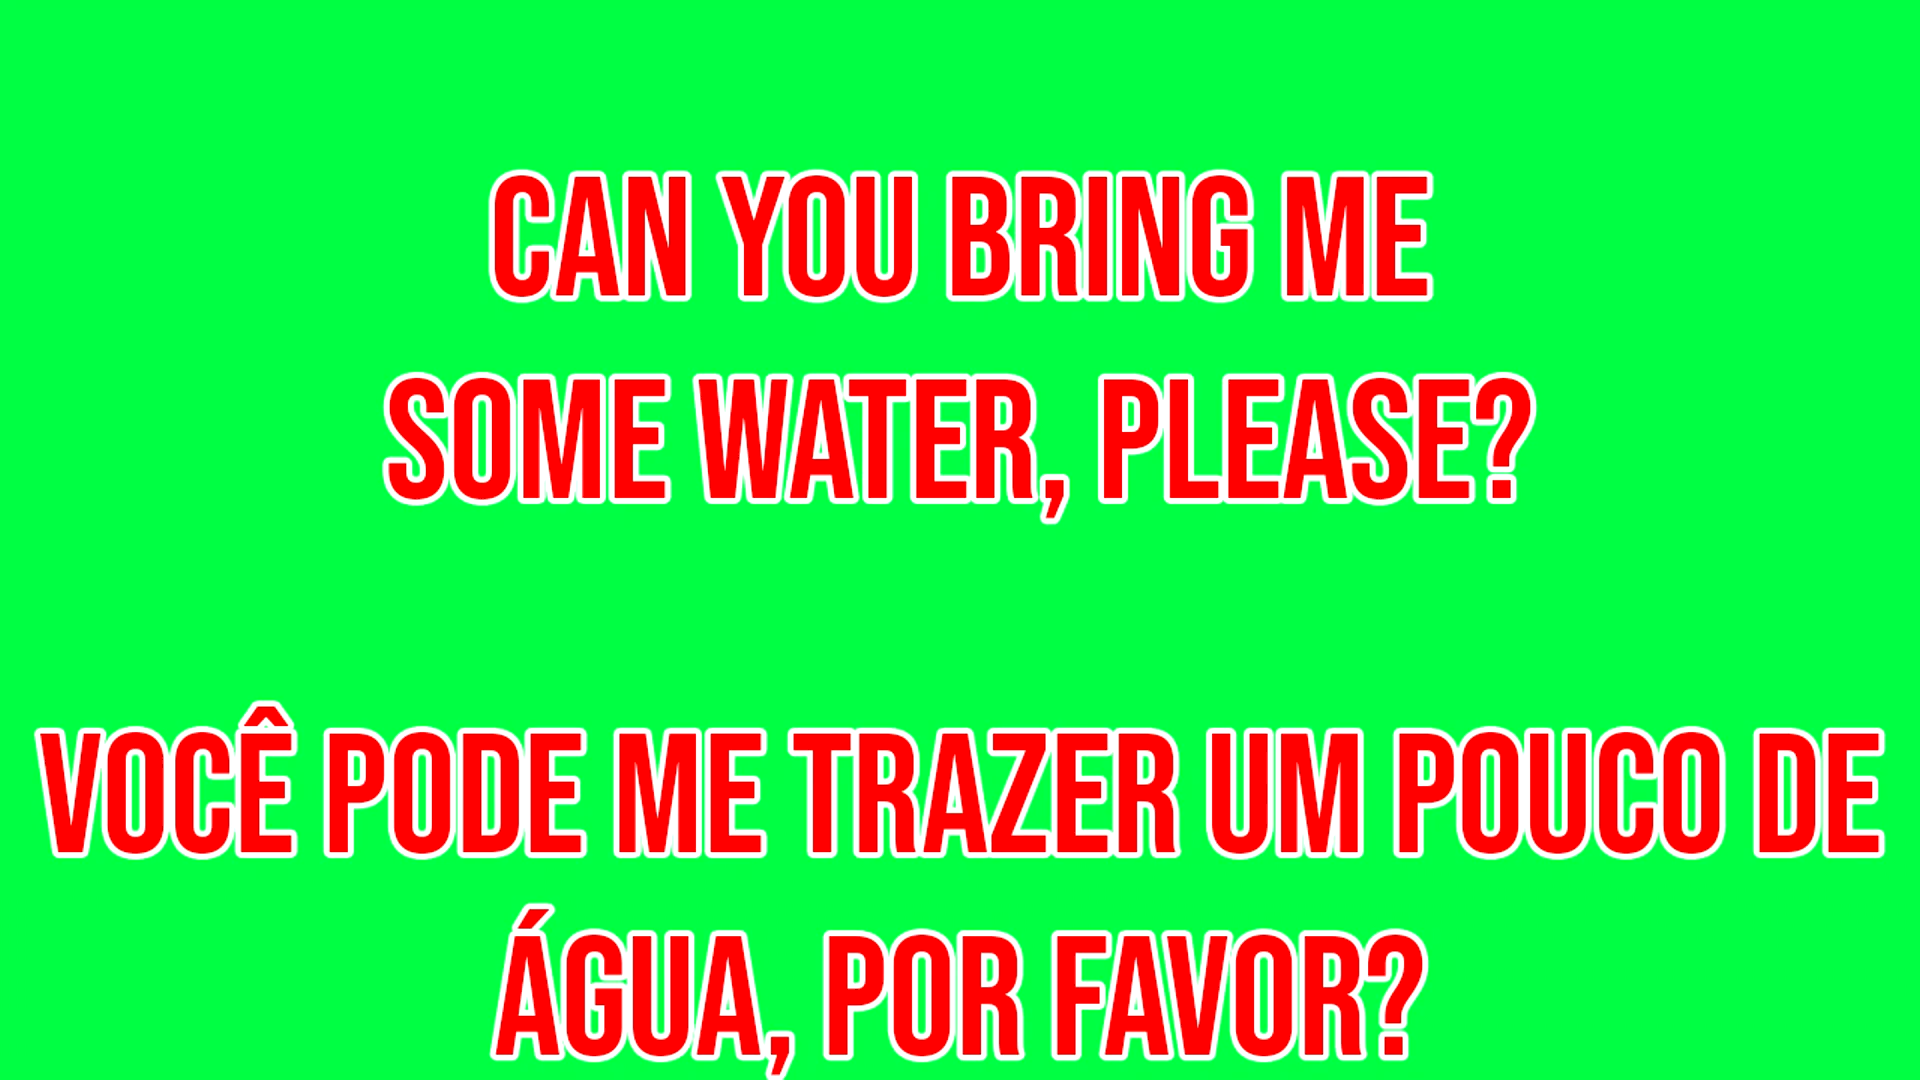 CAN YOU BRING ME
SOME WATER, PLEASE?
VOCÊ PODE ME TRAZER UM POUCO DE
ÁGUA, POR FAVOR?